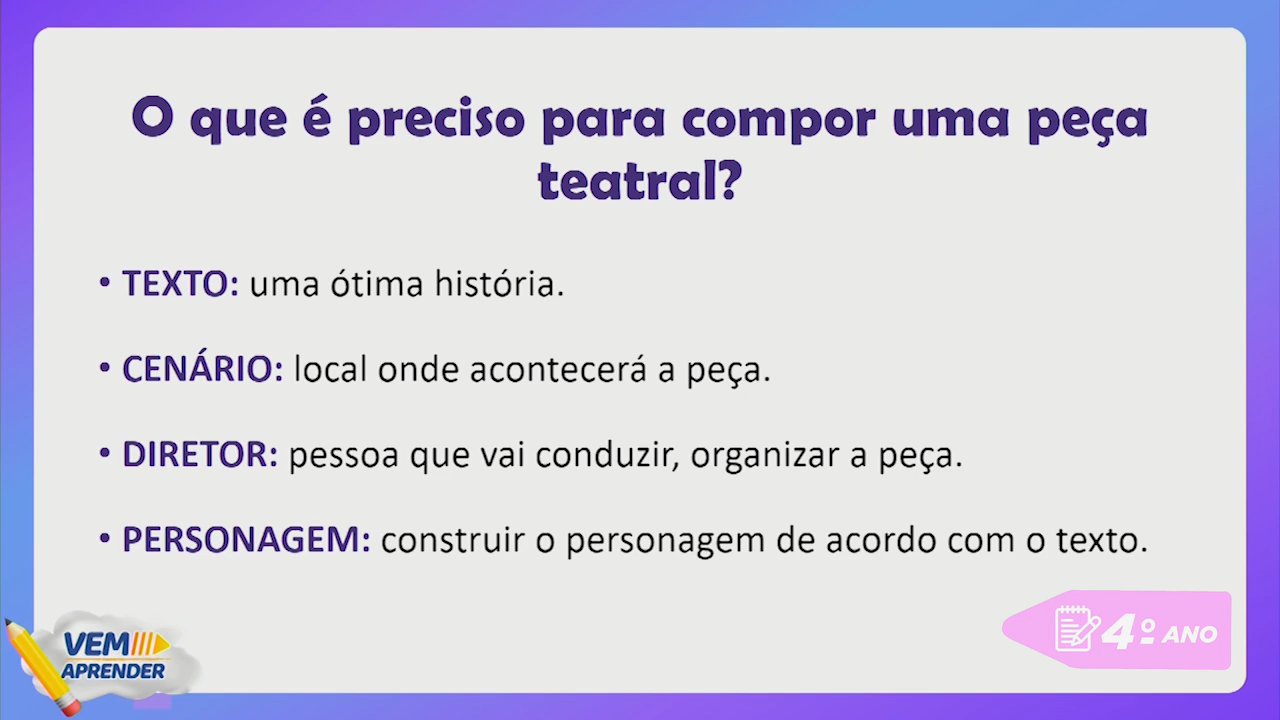 O que é preciso para compor uma peça
teatral?
• TEXTO: uma ótima história.
• CENÁRIO: local onde acontecerá a peça.
• DIRETOR: pessoa que vai conduzir, organizar a peça.
• PERSONAGEM: construir o personagem de acordo com o texto.
VEM
APRENDER
4º ANO